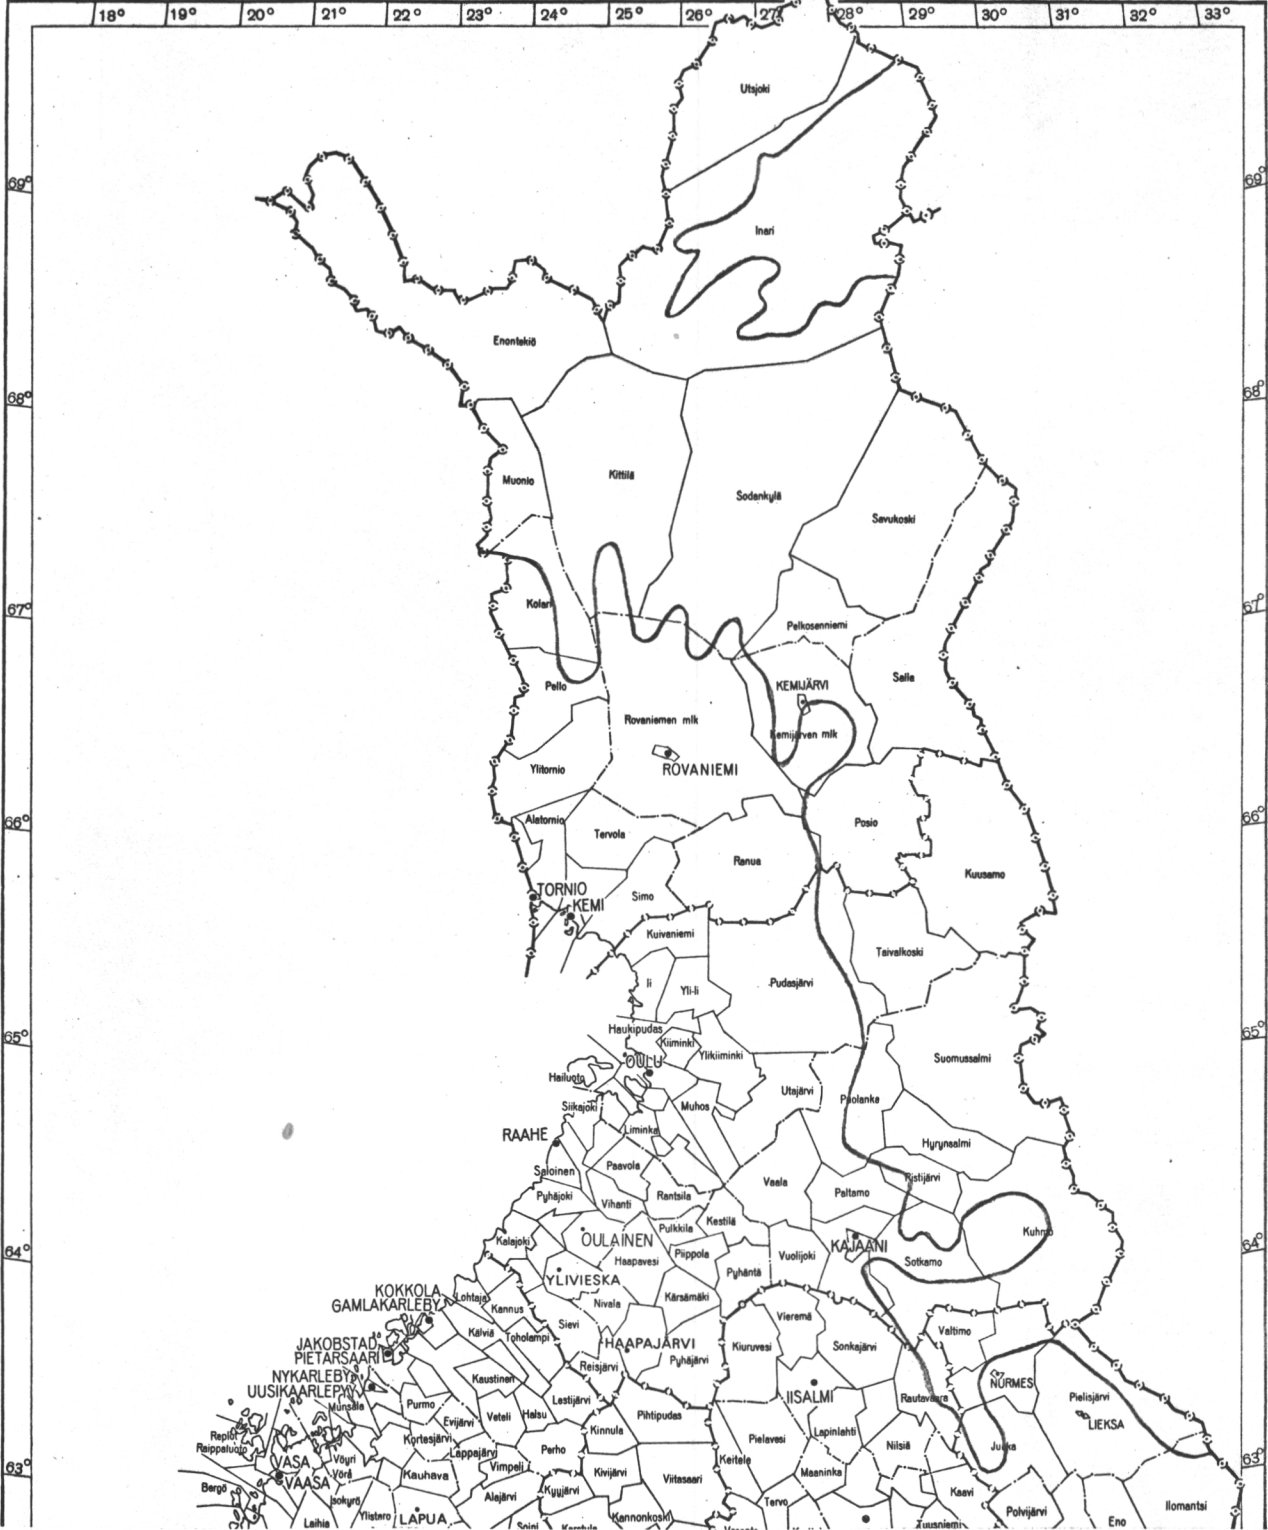 18° 19° 20° 21° 22° 23° 24° 25° 26° 27° 28° 29° 30° 31° 32° 33°
Utsjoki
69° 69°
Inari
Enontekiö
68° 68°
Muonio Kittilä Sodankylä Savukoski
67° 67°
Kolari Pelkosenniemi
Pello KEMIJÄRVI Salla
Rovaniemen mlk Kemijärven mlk
Ylitornio ROVANIEMI
66° 66°
Alatornio Tervola Posio
Ranua Kuusamo
TORNIO
KEMI Simo
Kuivaniemi Taivalkoski
Ii Yli-Ii Pudasjärvi
65° 65°
Haukipudas
Kiiminki Ylikiiminki Suomussalmi
OULU
Hailuoto Utajärvi Puolanka
Siikajoki Muhos
RAAHE Liminka Hyrynsalmi
Saloinen Paavola Ristijärvi
Pyhäjoki Vihanti Rantsila Vaala Paltamo
Kestilä
Pulkkila Kuhmo
64° 64°
Kalajoki OULAINEN KAJAANI
Haapavesi Piippola Vuolijoki Sotkamo
YLIVIESKA Pyhäntä
KOKKOLA
GAMLAKARLEBY Lohtaja Kannus Nivala Kärsämäki
Vieremä
Kälviä Toholampi Sievi Valtimo
JAKOBSTAD HAAPAJÄRVI Kiuruvesi Sonkajärvi
PIETARSAARI Reisjärvi Pyhäjärvi
NYKARLEBY Kaustinen NURMES
UUSIKAARLEPYY IISALMI
Munsala Purmo Lestijärvi Rautavaara Pielisjärvi
Evijärvi Veteli Halsu Pihtipudas LIEKSA
Replot Kinnula
Raippaluoto Kortesjärvi Pielavesi Lapinlahti
Lappajärvi Perho Nilsiä Juuka
63° 63°
VASA Vöyri Keitele
VAASA Vörå Kauhava Vimpeli Kivijärvi Viitasaari Maaninka
Bergö Kyyjärvi Kaavi
Isokyrö Alajärvi Tervo Ilomantsi
Laihia Ylistaro LAPUA Kannonkoski Polvijärvi
Soini Karstula Tuusniemi Eno